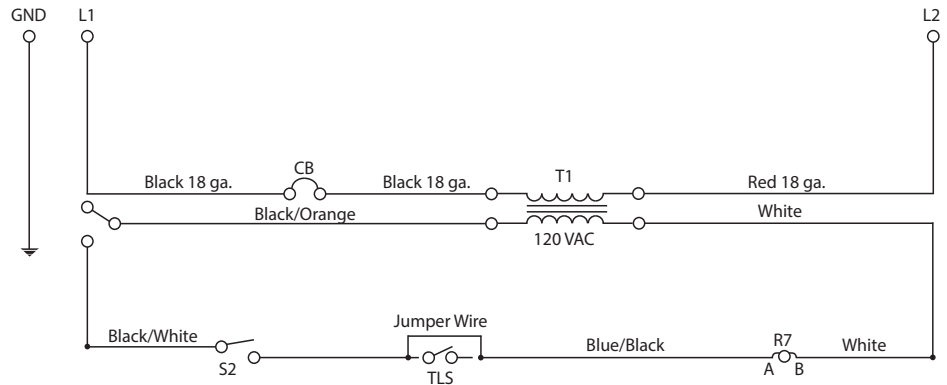 GND
L1
L2
CB
T1
Black 18 ga.
Black 18 ga.
Red 18 ga.
Black/Orange
White
120 VAC
Jumper Wire
Black/White
Blue/Black
R7
White
S2
TLS
A
B